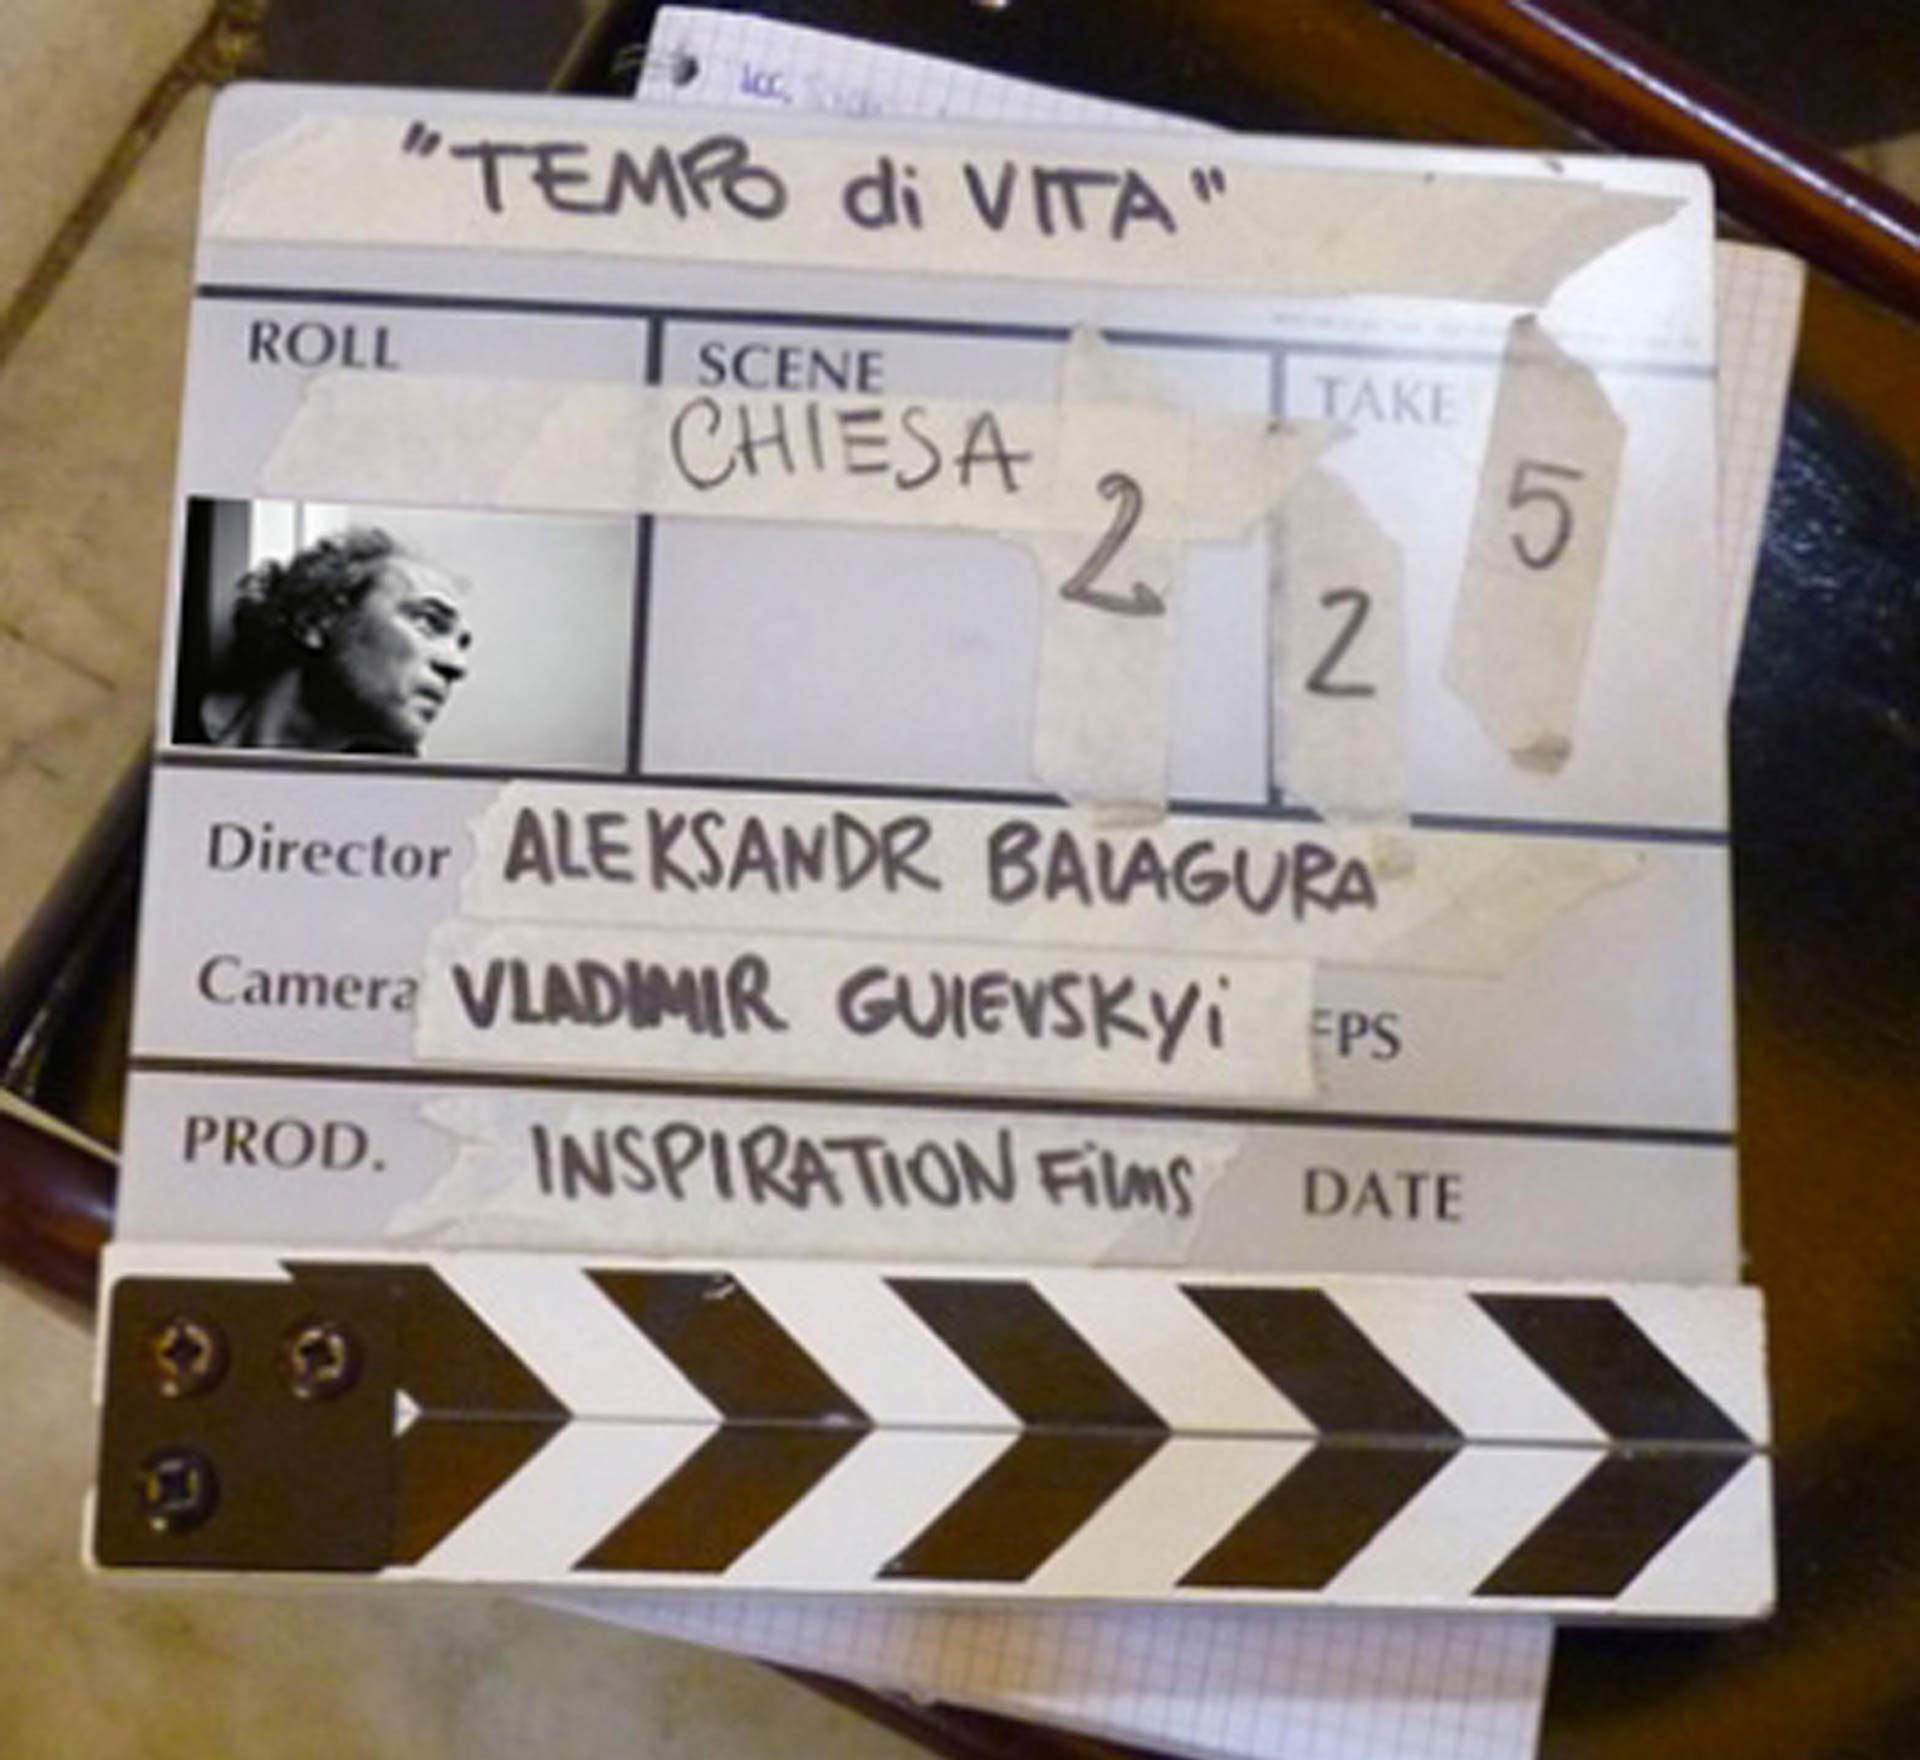 "TEMPO di VITA"
ROLL SCENE TAKE
CHIESA 2 2 5
Director ALEKSANDR BALAGURA
Camera VLADIMIR GUIEVSKYi FPS
PROD. INSPIRATION Films DATE